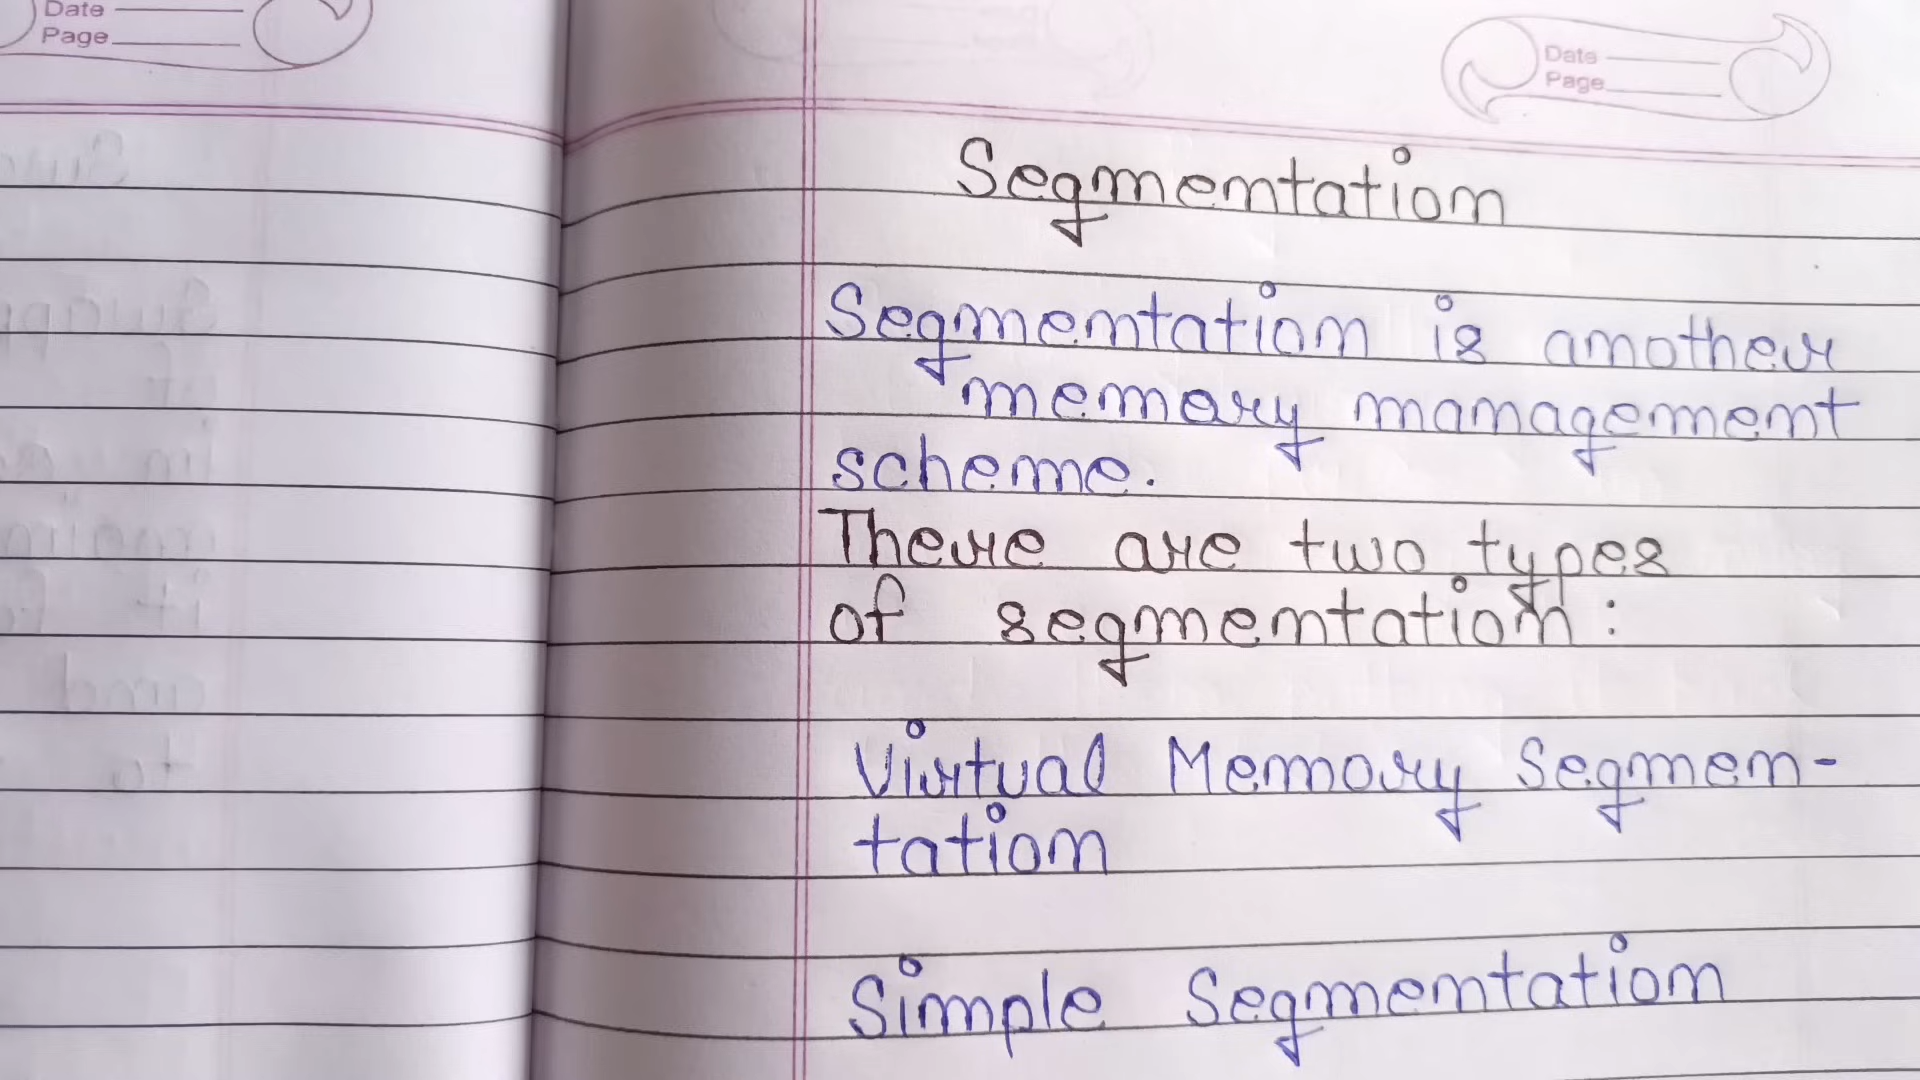 Date
Page
Date
Page
Segmentation
Segmentation is another
memory management
scheme.
There are two types
of segmentation:
Virtual Memory Segmen-
tation
Simple Segmentation